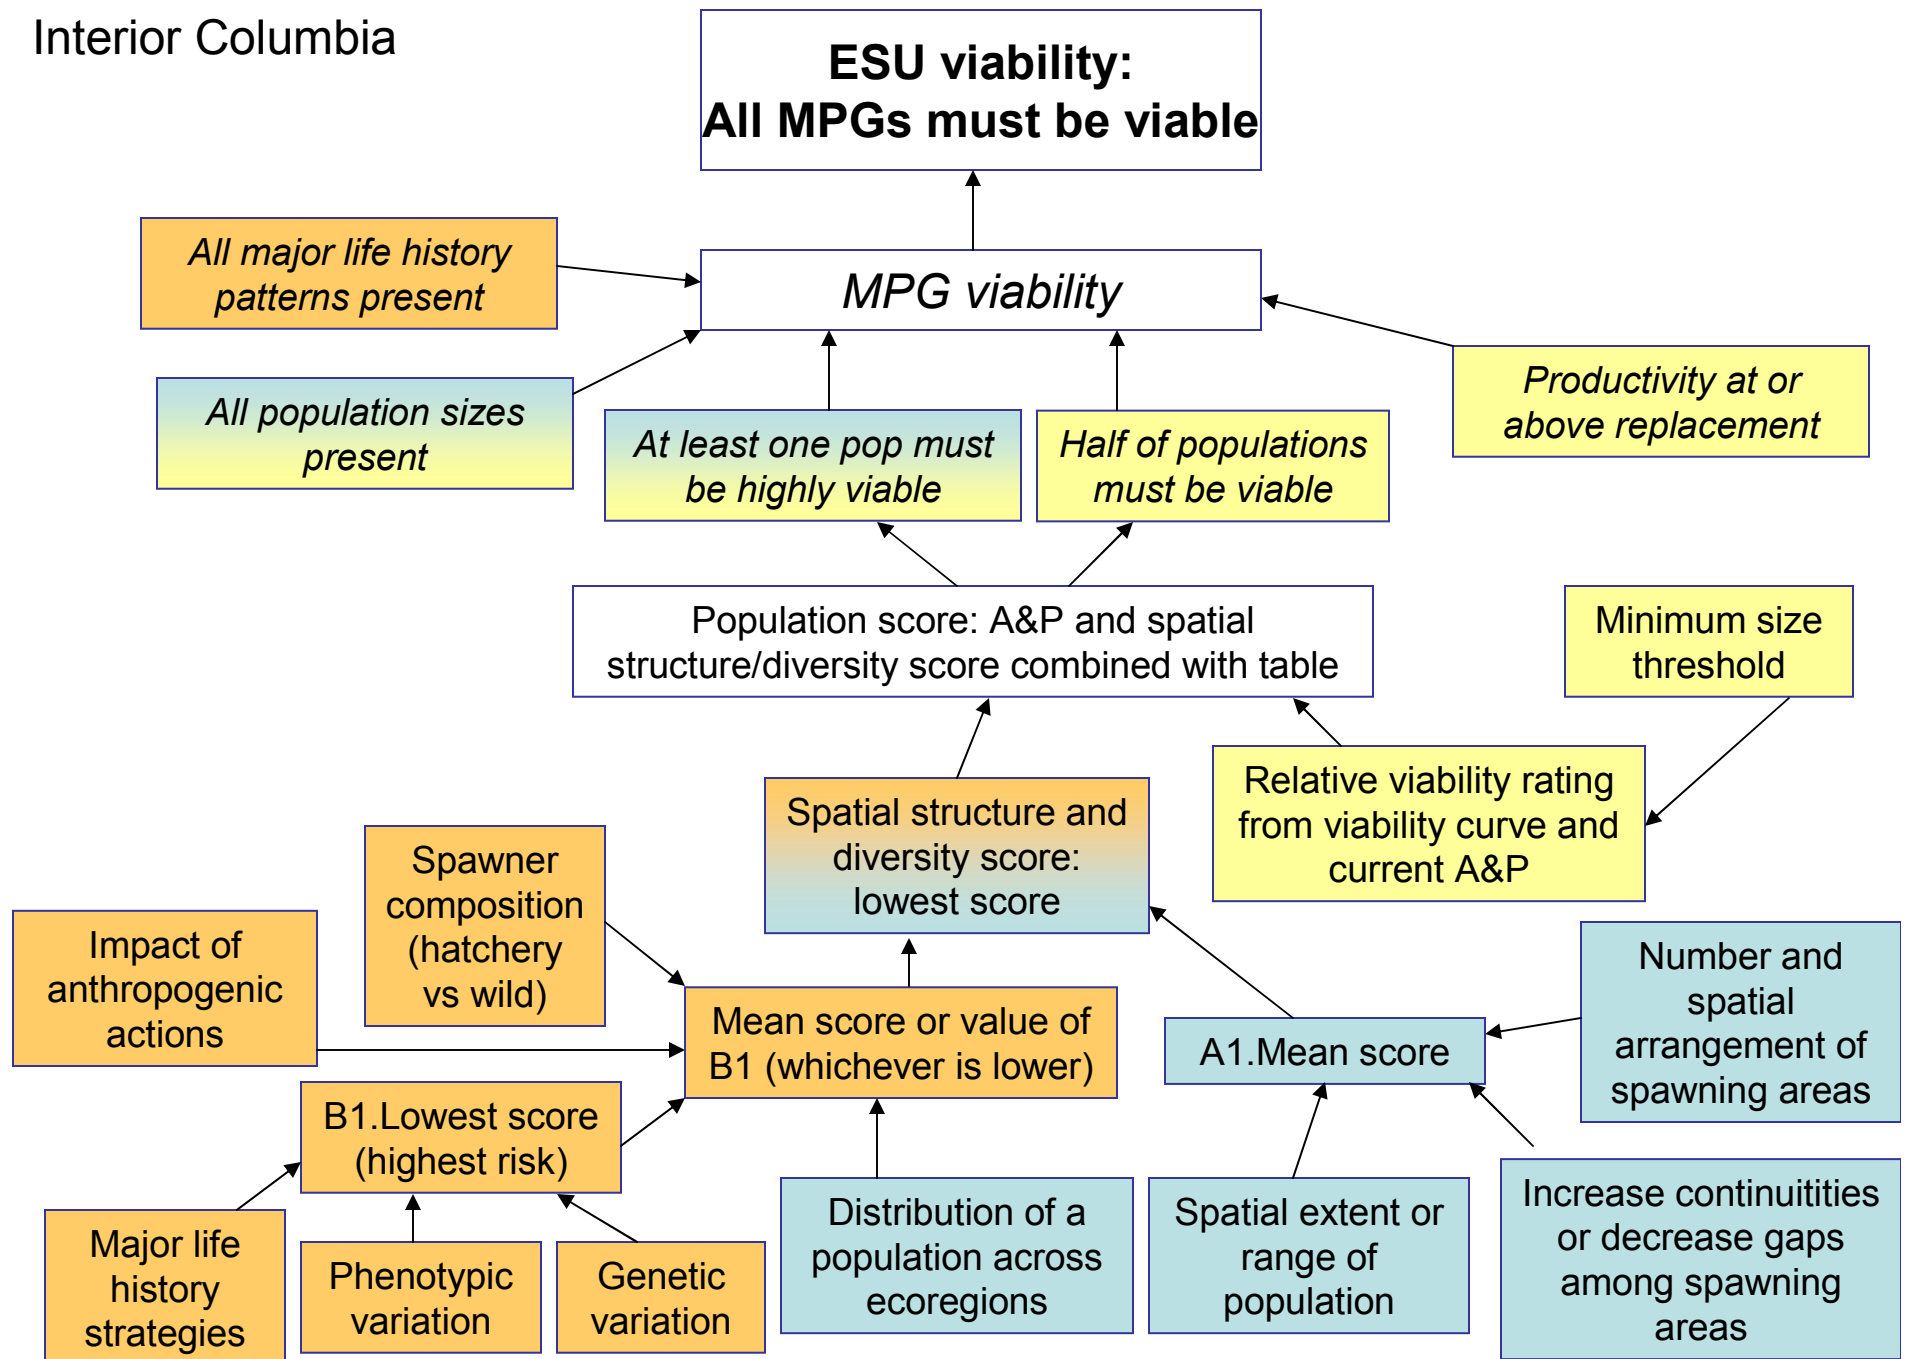 Interior Columbia
ESU viability:
All MPGs must be viable
All major life history
patterns present
MPG viability
All population sizes
present
At least one pop must
be highly viable
Half of populations
must be viable
Productivity at or
above replacement
Population score: A&P and spatial
structure/diversity score combined with table
Minimum size
threshold
Relative viability rating
from viability curve and
current A&P
Spatial structure and
diversity score:
lowest score
Spawner
composition
(hatchery
vs wild)
Impact of
anthropogenic
actions
Mean score or value of
B1 (whichever is lower)
A1.Mean score
Number and
spatial
arrangement of
spawning areas
B1.Lowest score
(highest risk)
Major life
history
strategies
Phenotypic
variation
Genetic
variation
Distribution of a
population across
ecoregions
Spatial extent or
range of
population
Increase continuitities
or decrease gaps
among spawning
areas